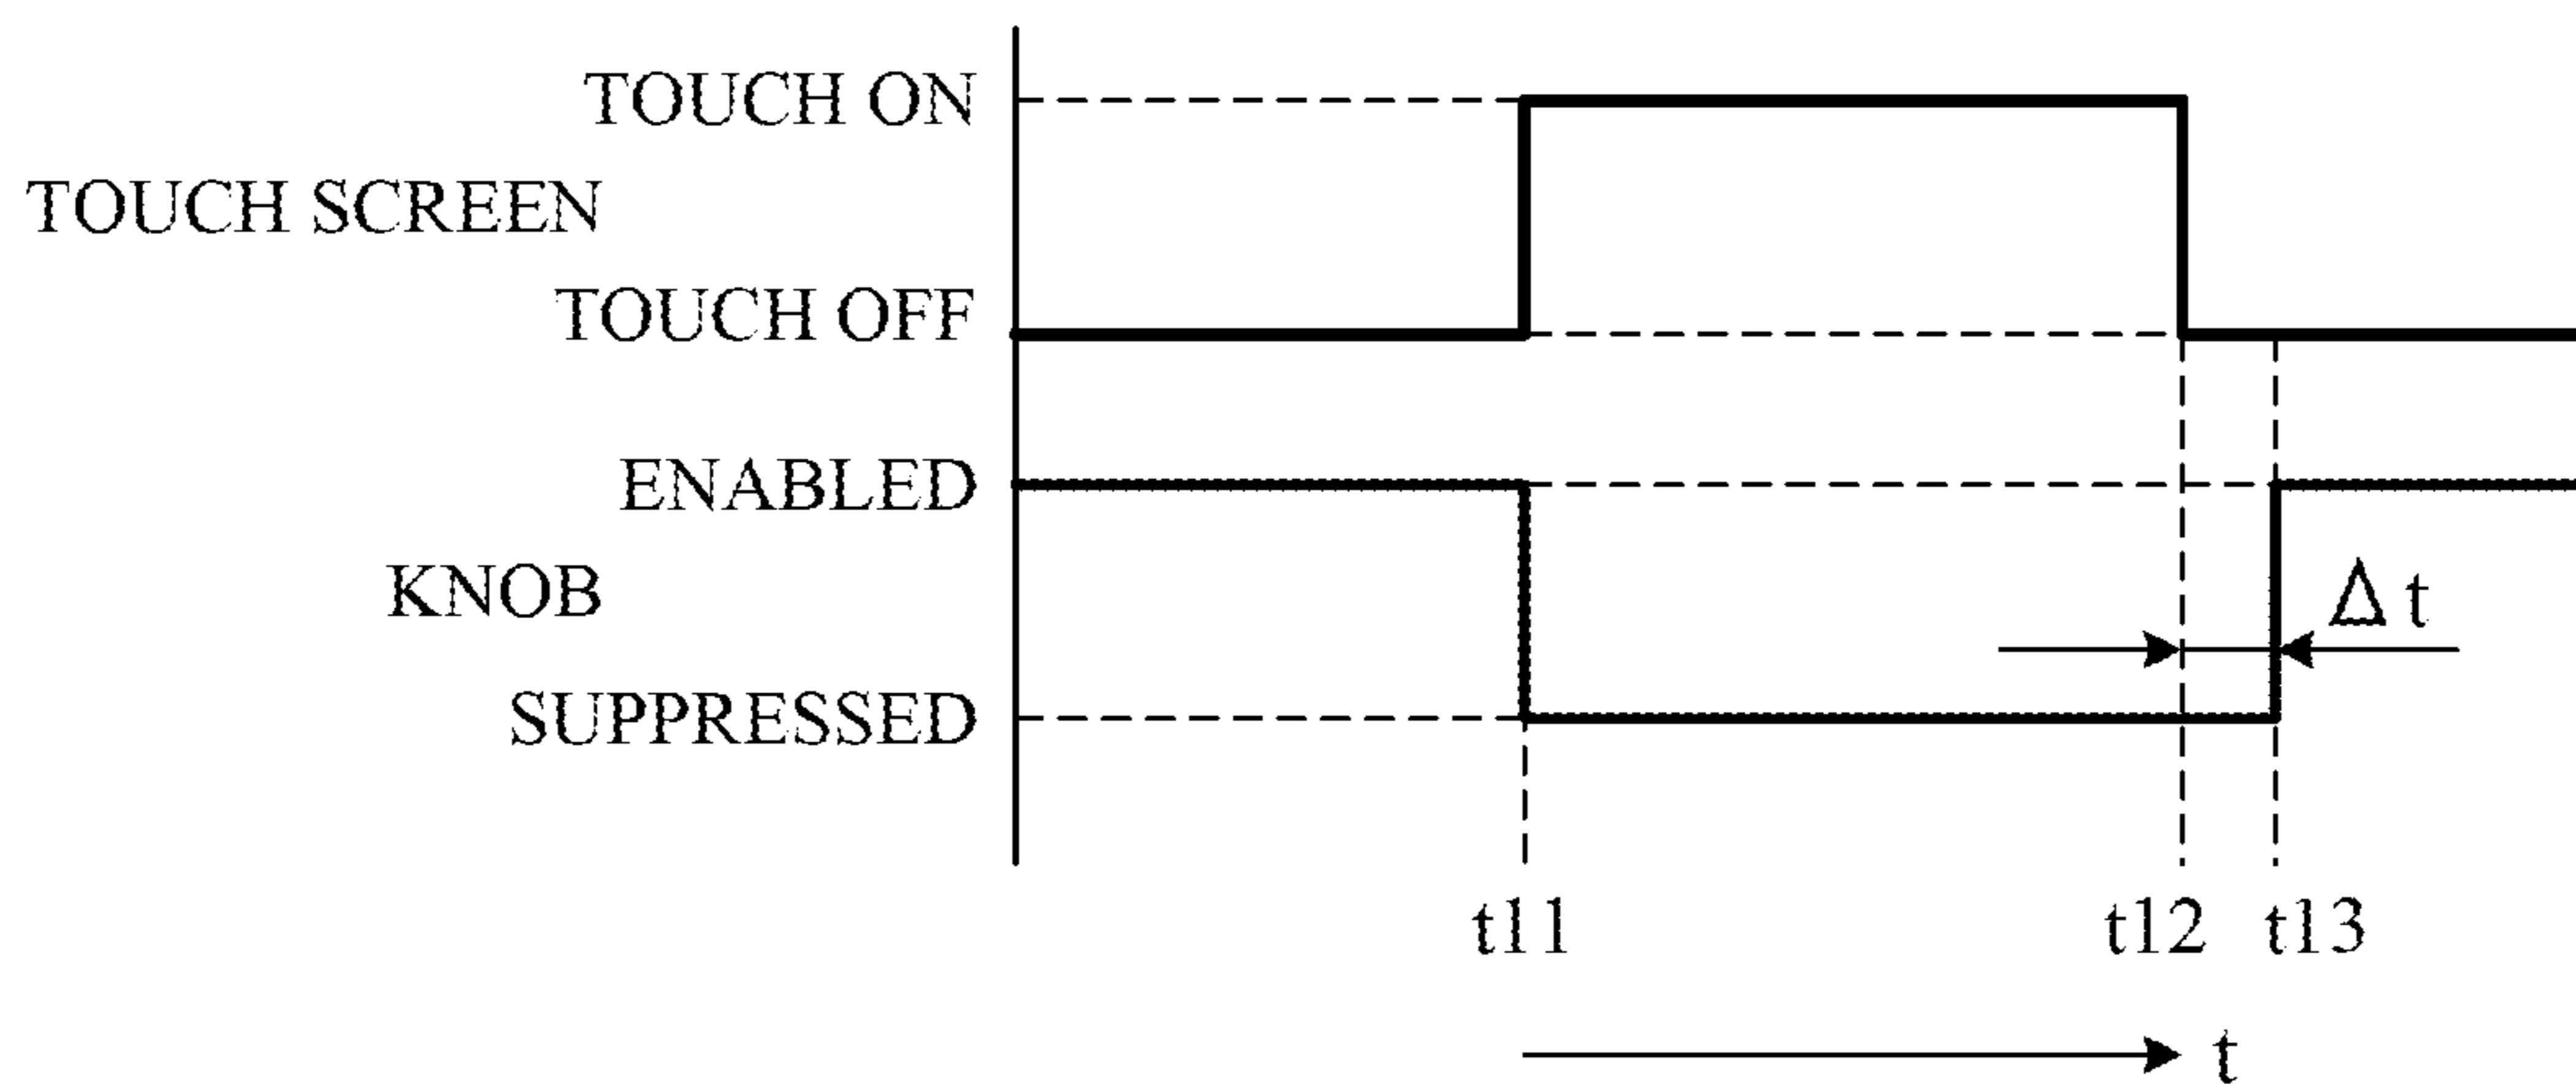 TOUCH ON
TOUCH SCREEN
TOUCH OFF
ENABLED
KNOB
Δt
SUPPRESSED
t11 t12 t13
t